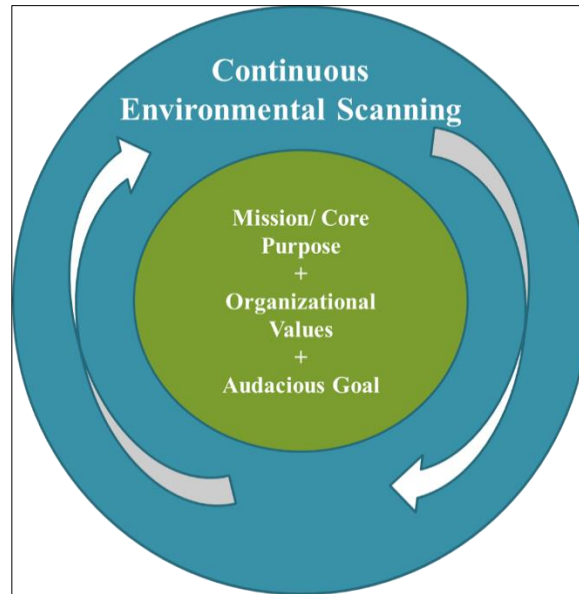 Continuous
Environmental Scanning
Mission/ Core
Purpose
+
Organizational
Values
+
Audacious Goal